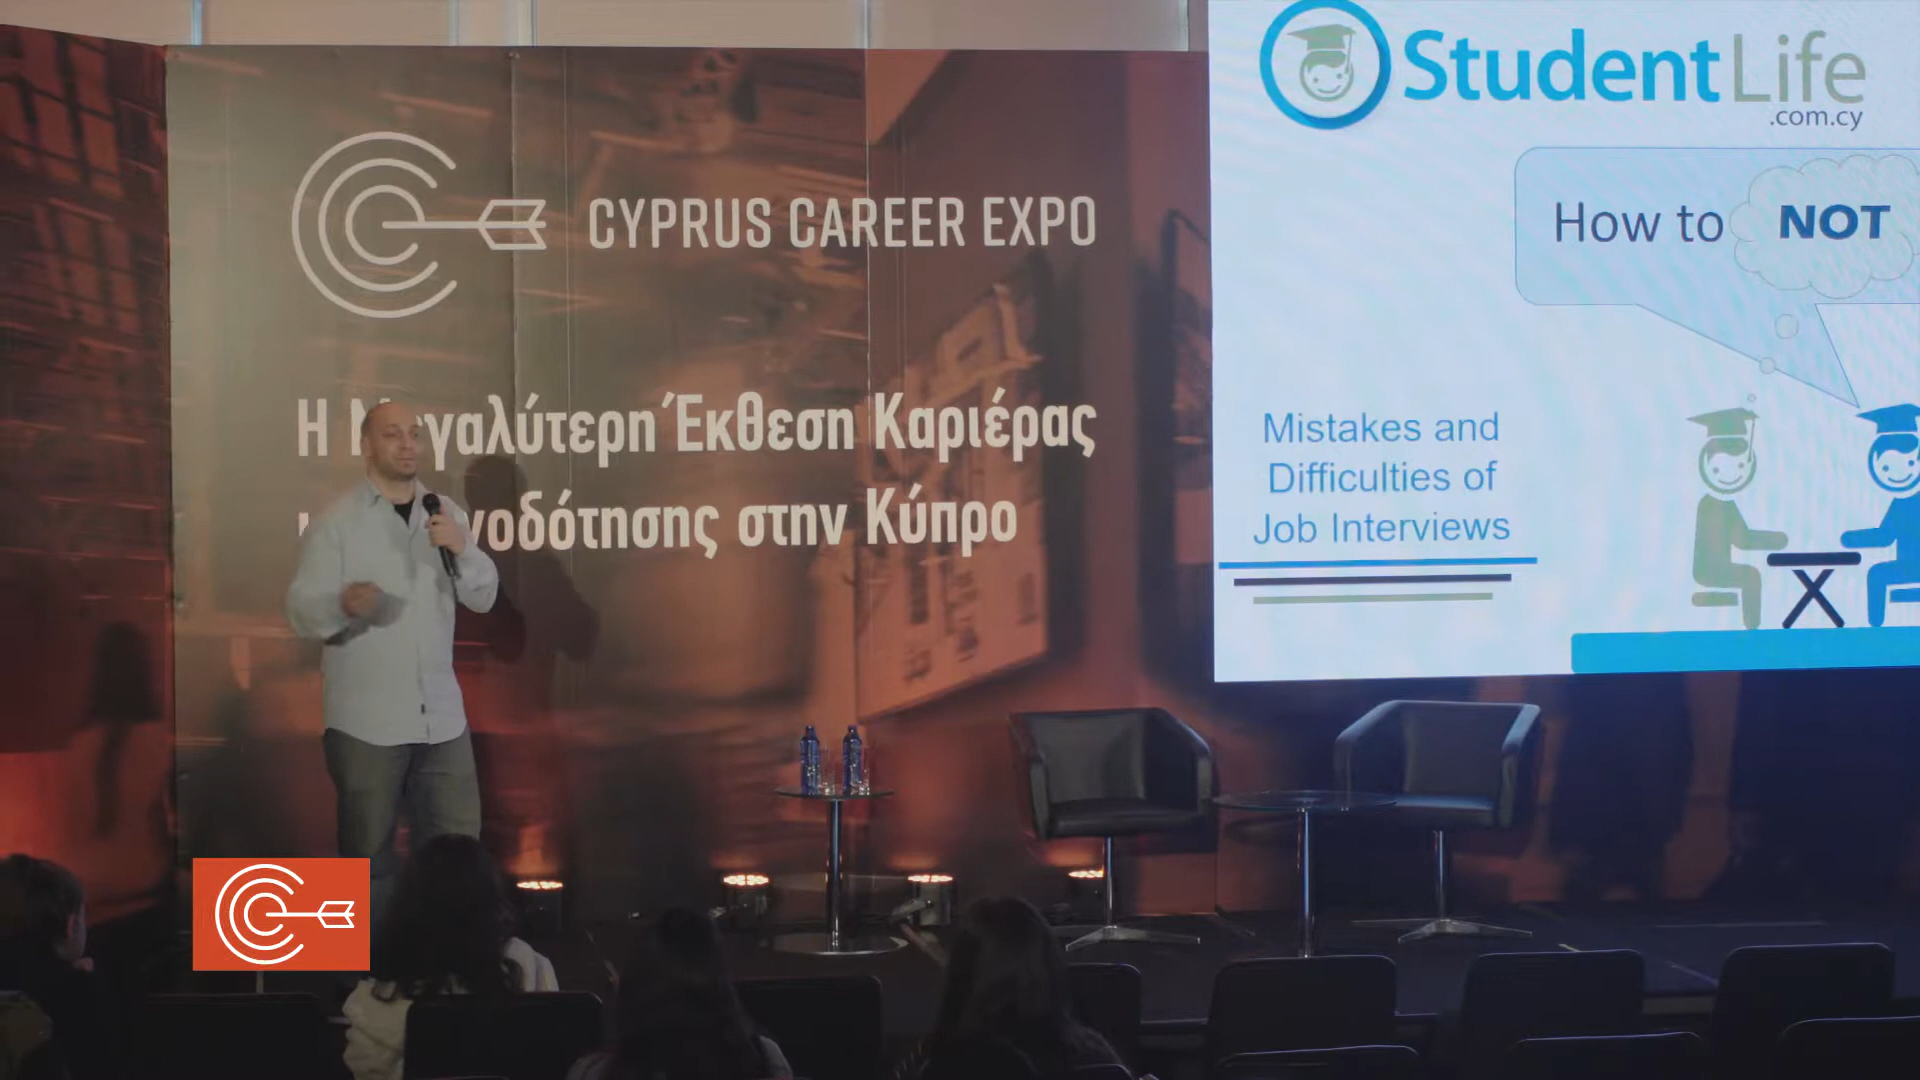 CYPRUS CAREER EXPO
Η Μεγαλύτερη Έκθεση Καριέρας
στην Κύπρο
StudentLife
.com.cy
How to NOT
Mistakes and
Difficulties of
Job Interviews